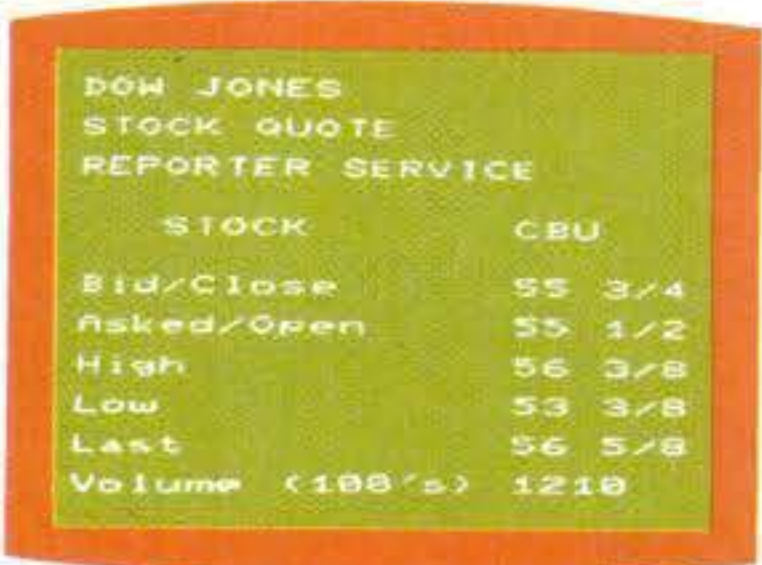 DOW JONES
STOCK QUOTE
REPORTER SERVICE
STOCK CBU
Bid/Close 55 3/4
Asked/Open 55 1/2
High 56 3/8
Low 53 3/8
Last 56 5/8
Volume (100's) 1210